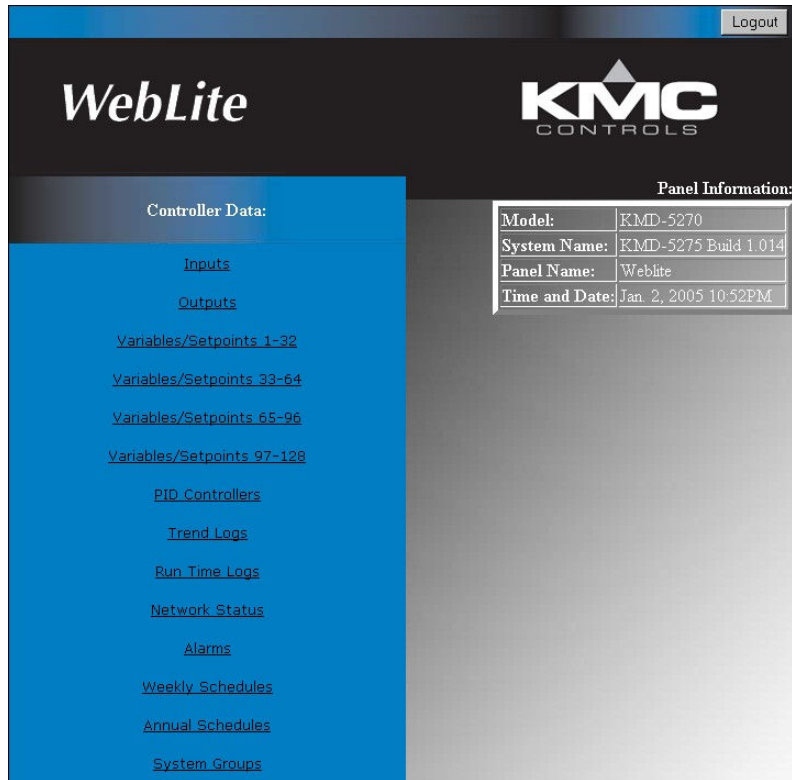 Logout
WebLite
KMC
CONTROLS
Panel Information:
Controller Data:
Model: KMD-5270
System Name: KMD-5275 Build 1.014
Panel Name: Weblite
Time and Date: Jan. 2, 2005 10:52PM
Inputs
Outputs
Variables/Setpoints 1-32
Variables/Setpoints 33-64
Variables/Setpoints 65-96
Variables/Setpoints 97-128
PID Controllers
Trend Logs
Run Time Logs
Network Status
Alarms
Weekly Schedules
Annual Schedules
System Groups